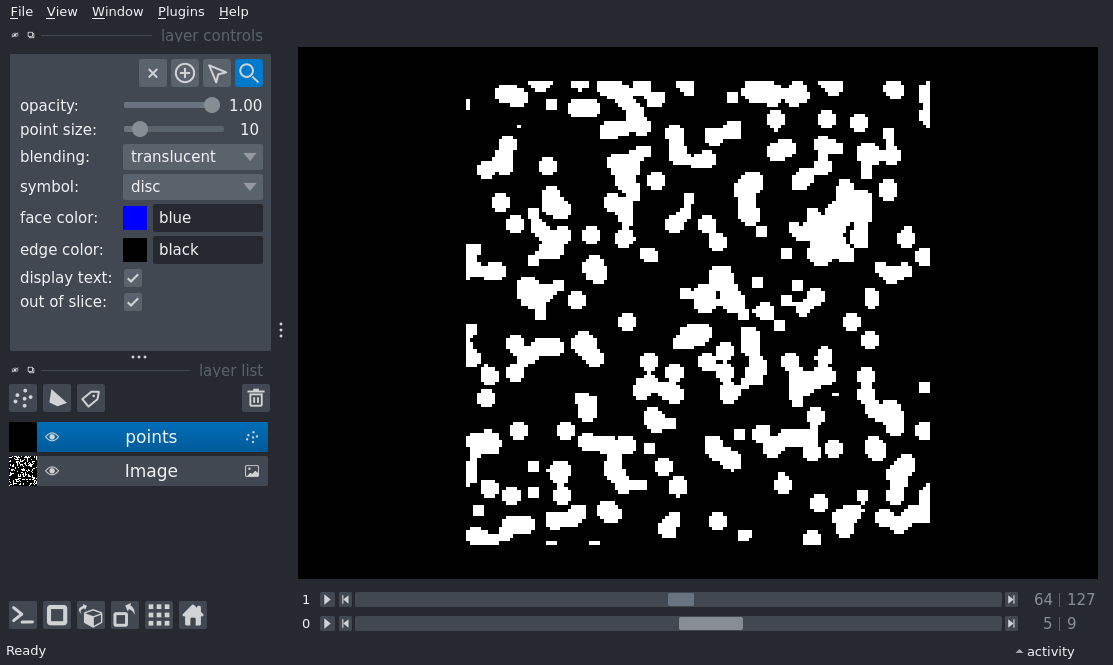 File View Window Plugins Help
layer controls
opacity: 1.00
point size: 10
blending: translucent
symbol: disc
face color: blue
edge color: black
display text:
out of slice:
layer list
points
Image
1 64 | 127
0 5 | 9
Ready activity